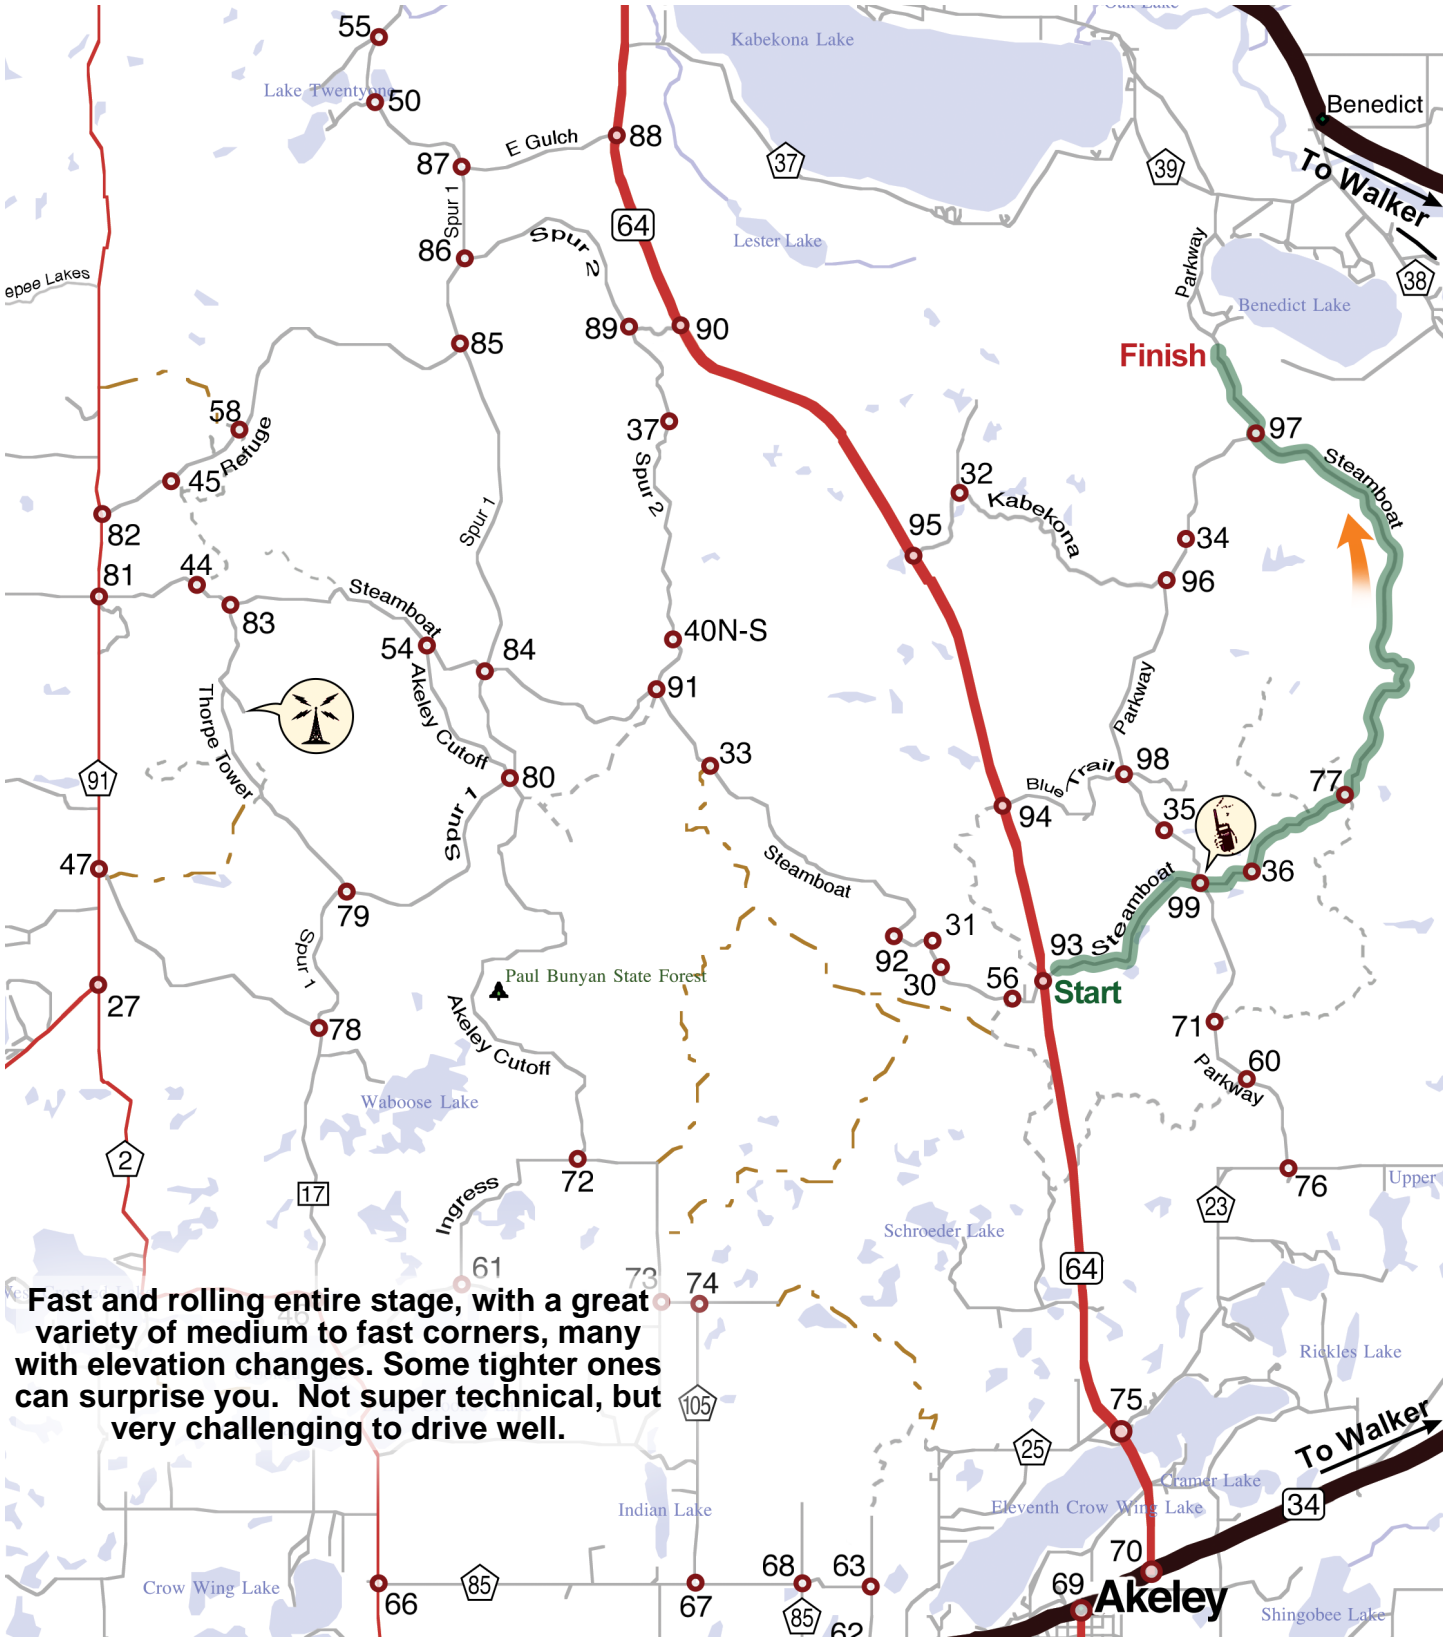 55
Lake Twentyone
50
Kabekona Lake
Oak Lake
Benedict
To Walker
87
E Gulch
88
37
39
Spur 1
64
Lester Lake
86
Spur 2
Parkway
38
epee Lakes
Benedict Lake
85
89
90
Finish
58
Refuge
37
97
Steamboat
45
Spur 2
32
Kabekona
82
Spur 1
95
34
81
44
96
83
Steamboat
54
84
40N-S
Akeley Cutoff
91
Parkway
Thorpe Tower
33
Blue Trail
98
91
80
77
Spur 1
94
35
47
Steamboat
36
79
99
Steamboat
Spur 1
31
93
92
30
56
Start
Paul Bunyan State Forest
27
78
Akeley Cutoff
71
60
Parkway
Waboose Lake
2
72
76
17
Ingress
Upper
23
Schroeder Lake
61
64
73
74
46
Fast and rolling entire stage, with a great
variety of medium to fast corners, many
with elevation changes. Some tighter ones
can surprise you. Not super technical, but
very challenging to drive well.
Rickles Lake
105
75
25
To Walker
Cramer Lake
Indian Lake
Eleventh Crow Wing Lake
34
70
Crow Wing Lake
85
68
63
69
Akeley
66
67
85
62
Shingobee Lake